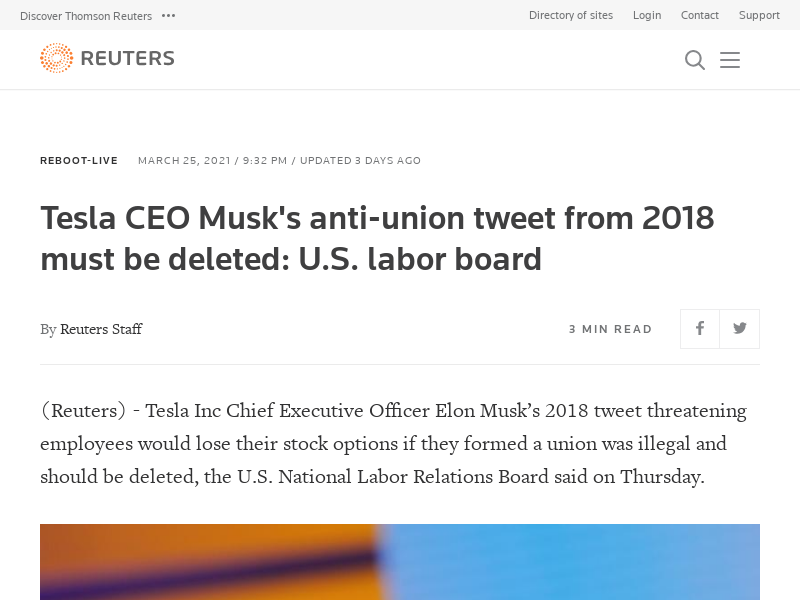 Discover Thomson Reuters
Directory of sites Login Contact Support
REUTERS
REBOOT-LIVE MARCH 25, 2021 / 9:32 PM / UPDATED 3 DAYS AGO
Tesla CEO Musk's anti-union tweet from 2018
must be deleted: U.S. labor board
By Reuters Staff
3 MIN READ
(Reuters) - Tesla Inc Chief Executive Officer Elon Musk’s 2018 tweet threatening
employees would lose their stock options if they formed a union was illegal and
should be deleted, the U.S. National Labor Relations Board said on Thursday.